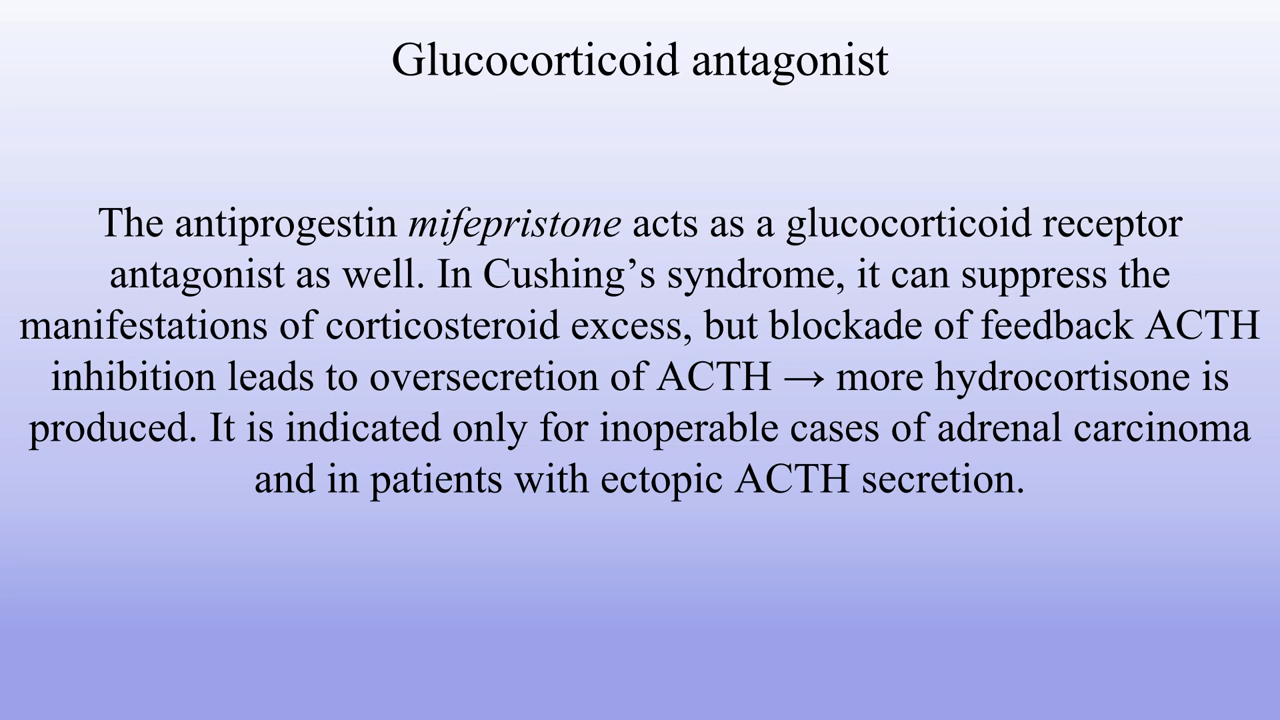 Glucocorticoid antagonist
The antiprogestin mifepristone acts as a glucocorticoid receptor
antagonist as well. In Cushing’s syndrome, it can suppress the
manifestations of corticosteroid excess, but blockade of feedback ACTH
inhibition leads to oversecretion of ACTH → more hydrocortisone is
produced. It is indicated only for inoperable cases of adrenal carcinoma
and in patients with ectopic ACTH secretion.